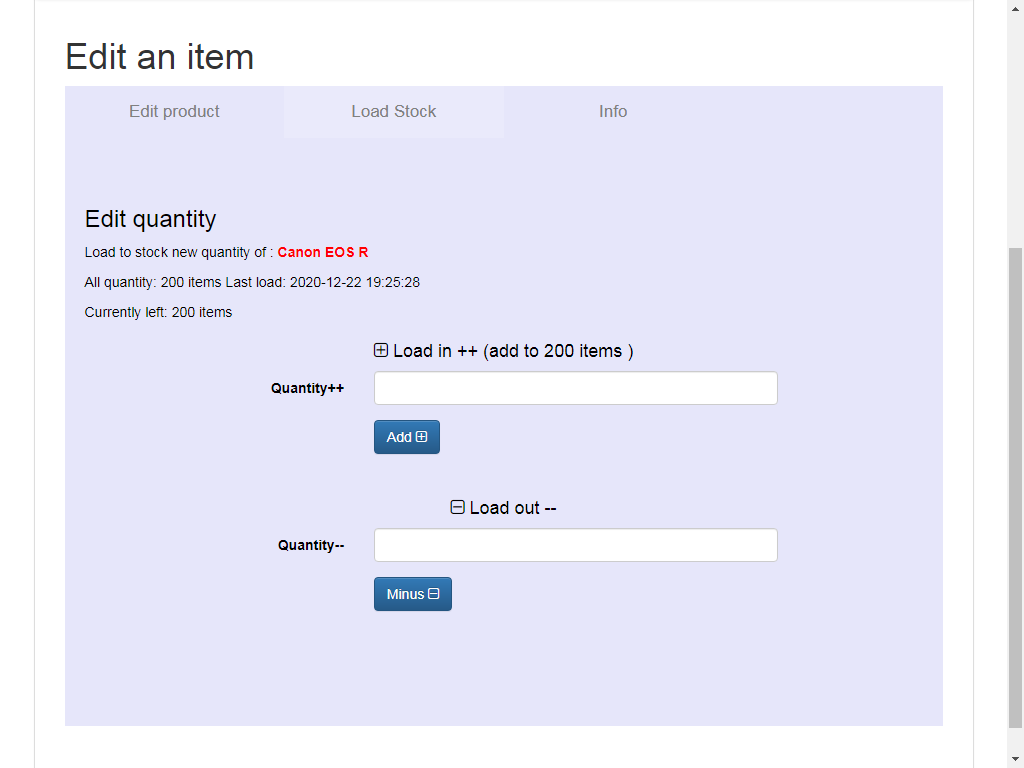 Edit an item
Edit product Load Stock Info
Edit quantity
Load to stock new quantity of : Canon EOS R
All quantity: 200 items Last load: 2020-12-22 19:25:28
Currently left: 200 items
Load in ++ (add to 200 items )
Quantity++
Add
Load out --
Quantity--
Minus